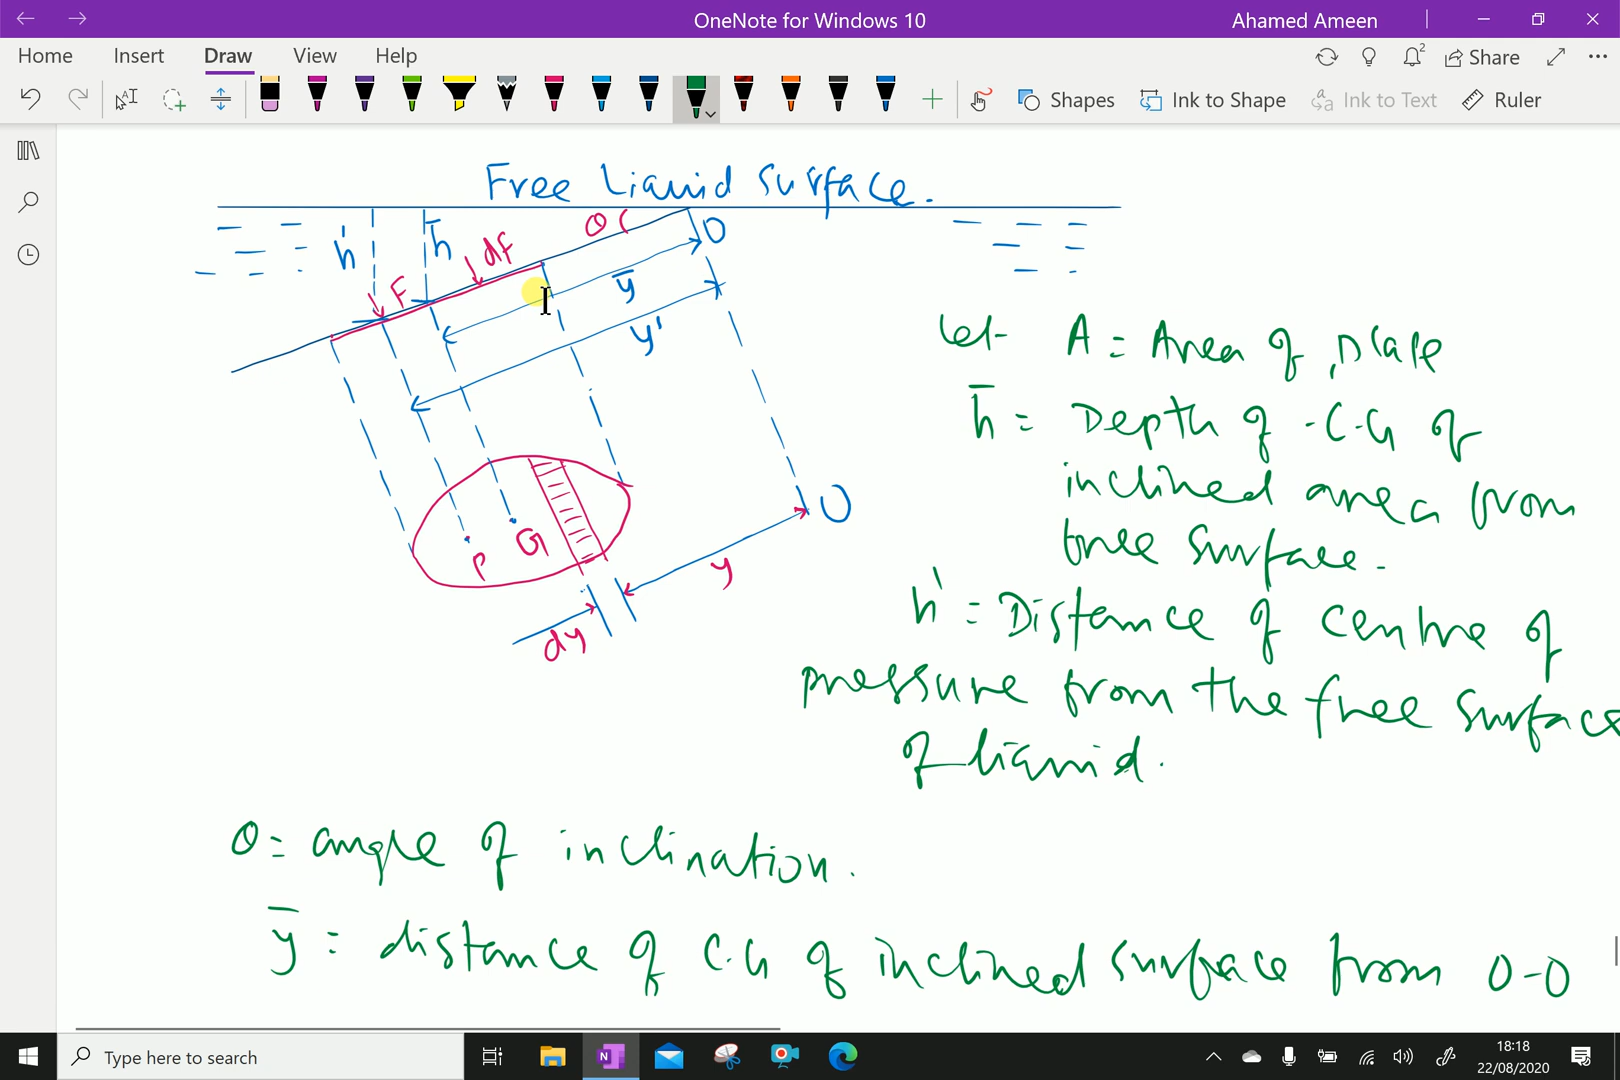 OneNote for Windows 10
Ahamed Ameen
Home Insert Draw View Help
2
Share
Shapes Ink to Shape Ink to Text Ruler
Free Liquid Surface.
h' h̄ dF θ O
F
ȳ
y'
Let A = Area of plate
h̄ = Depth of C.G of
inclined area from
free surface.
P G O
y
dy
h' = Distance of centre of
pressure from the free surface
of liquid.
θ = angle of inclination.
ȳ = distance of C.G of inclined surface from O-O
Type here to search
18:18
22/08/2020